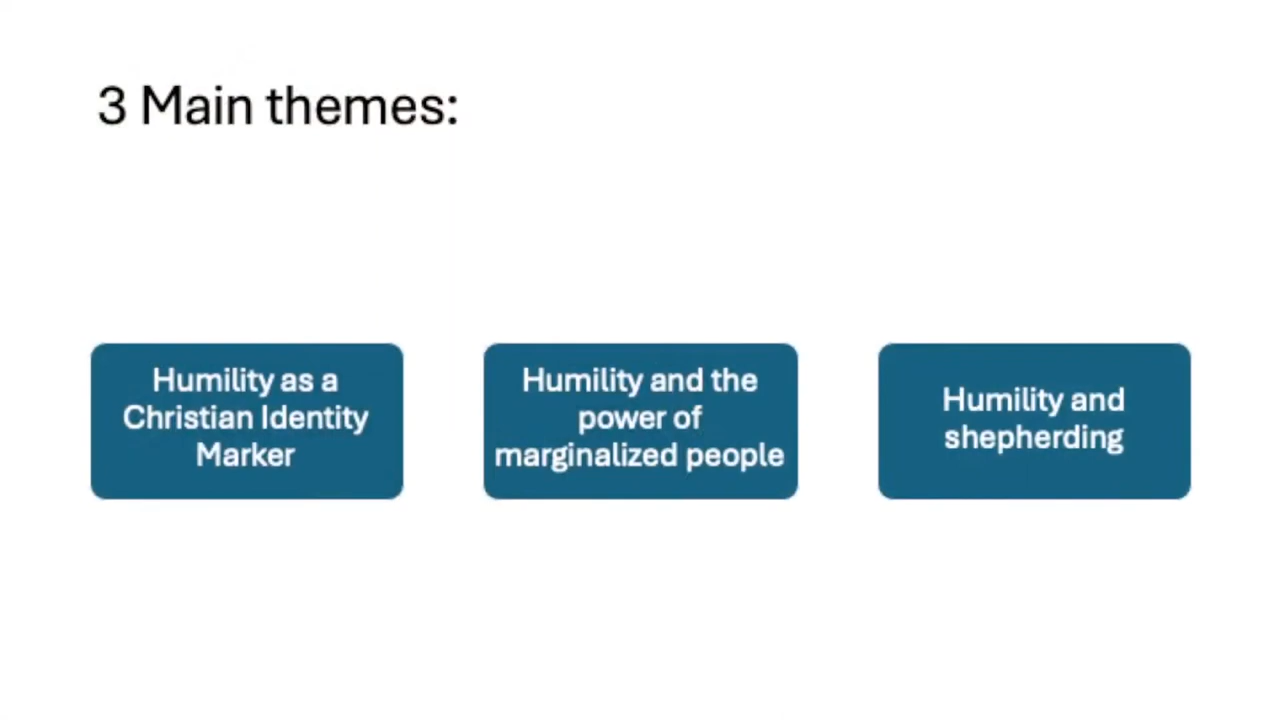 3 Main themes:
Humility as a
Christian Identity
Marker
Humility and the
power of
marginalized people
Humility and
shepherding